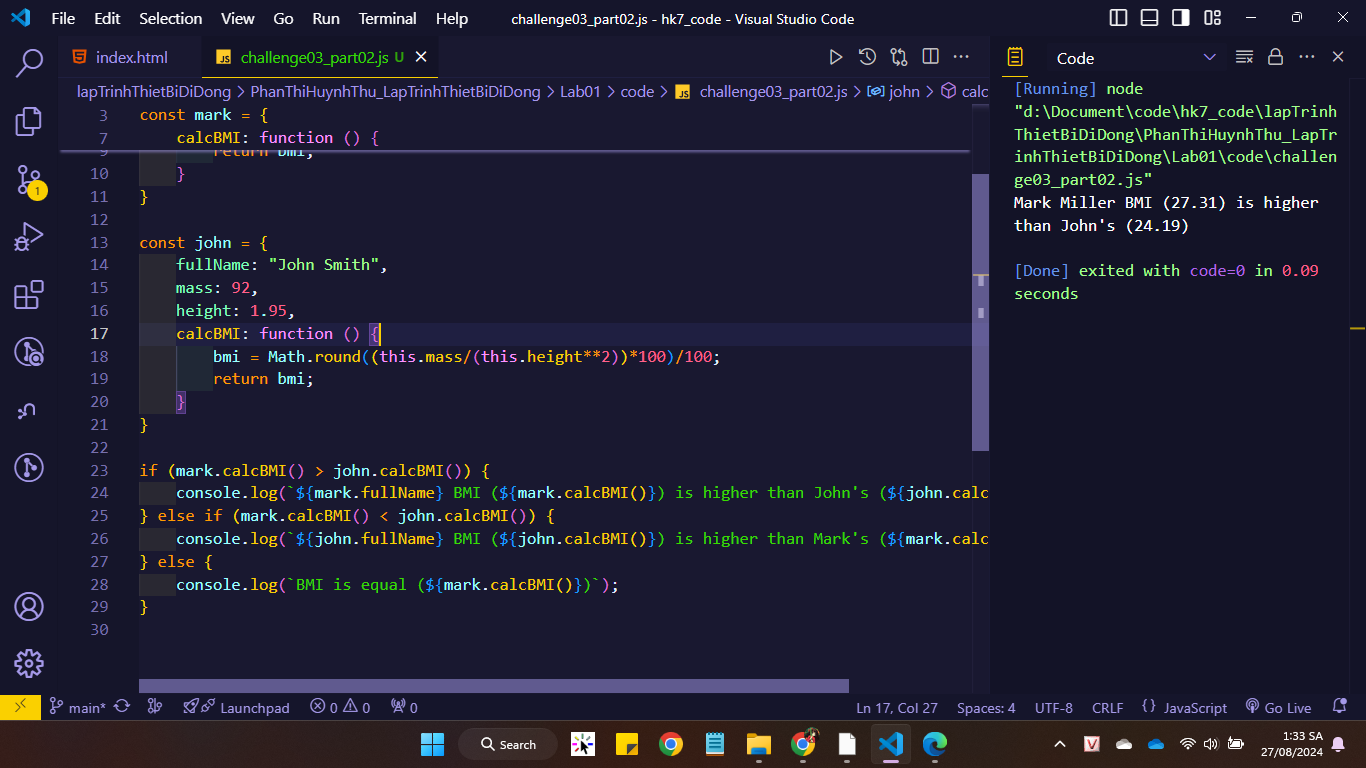 File Edit Selection View Go Run Terminal Help
challenge03_part02.js - hk7_code - Visual Studio Code
index.html
challenge03_part02.js U
lapTrinhThietBiDiDong > PhanThiHuynhThu_LapTrinhThietBiDiDong > Lab01 > code > JS challenge03_part02.js > john > calc
3 const mark = {
7 calcBMI: function () {
9 return bmi;
10 }
11 }
12
13 const john = {
14 fullName: "John Smith",
15 mass: 92,
16 height: 1.95,
17 calcBMI: function () {
18 bmi = Math.round((this.mass/(this.height**2))*100)/100;
19 return bmi;
20 }
21 }
22
23 if (mark.calcBMI() > john.calcBMI()) {
24 console.log(`${mark.fullName} BMI (${mark.calcBMI()}) is higher than John's (${john.calc
25 } else if (mark.calcBMI() < john.calcBMI()) {
26 console.log(`${john.fullName} BMI (${john.calcBMI()}) is higher than Mark's (${mark.calc
27 } else {
28 console.log(`BMI is equal (${mark.calcBMI()})`);
29 }
30
Code
[Running] node
"d:\Document\code\hk7_code\lapTrinh
ThietBiDiDong\PhanThiHuynhThu_LapTr
inhThietBiDiDong\Lab01\code\challen
ge03_part02.js"
Mark Miller BMI (27.31) is higher
than John's (24.19)
[Done] exited with code=0 in 0.09
seconds
1
main* 0 0 0 Launchpad
Ln 17, Col 27 Spaces: 4 UTF-8 CRLF {} JavaScript Go Live
Search
1:33 SA
27/08/2024